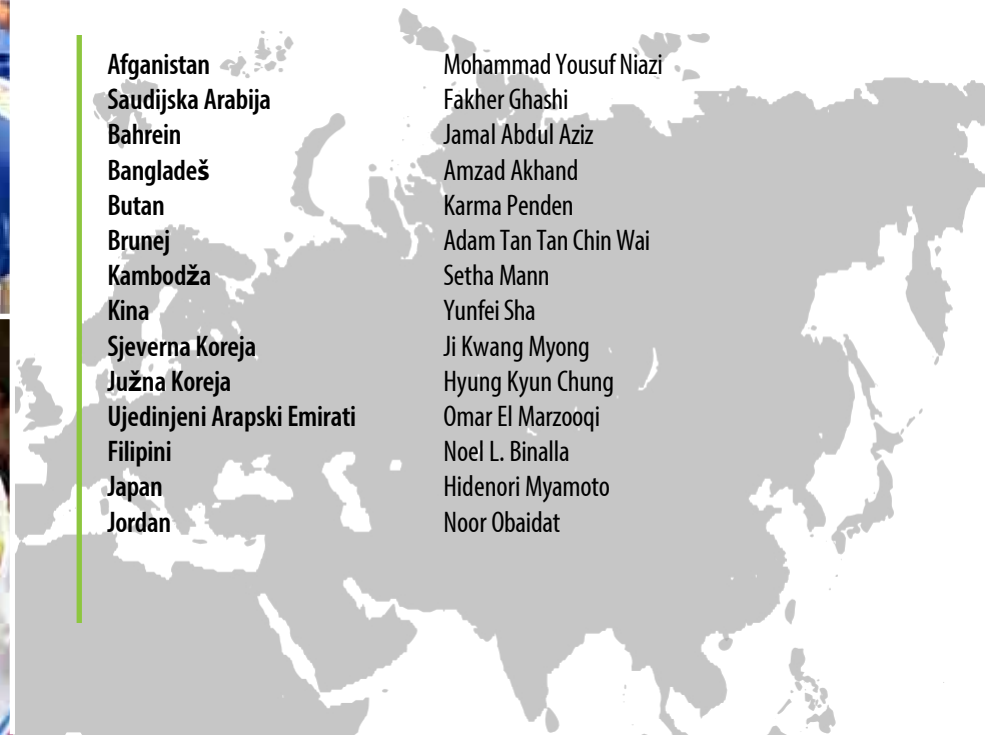 Afganistan Mohammad Yousuf Niazi
Saudijska Arabija Fakher Ghashi
Bahrein Jamal Abdul Aziz
Bangladeš Amzad Akhand
Butan Karma Penden
Brunej Adam Tan Tan Chin Wai
Kambodža Setha Mann
Kina Yunfei Sha
Sjeverna Koreja Ji Kwang Myong
Južna Koreja Hyung Kyun Chung
Ujedinjeni Arapski Emirati Omar El Marzooqi
Filipini Noel L. Binalla
Japan Hidenori Myamoto
Jordan Noor Obaidat